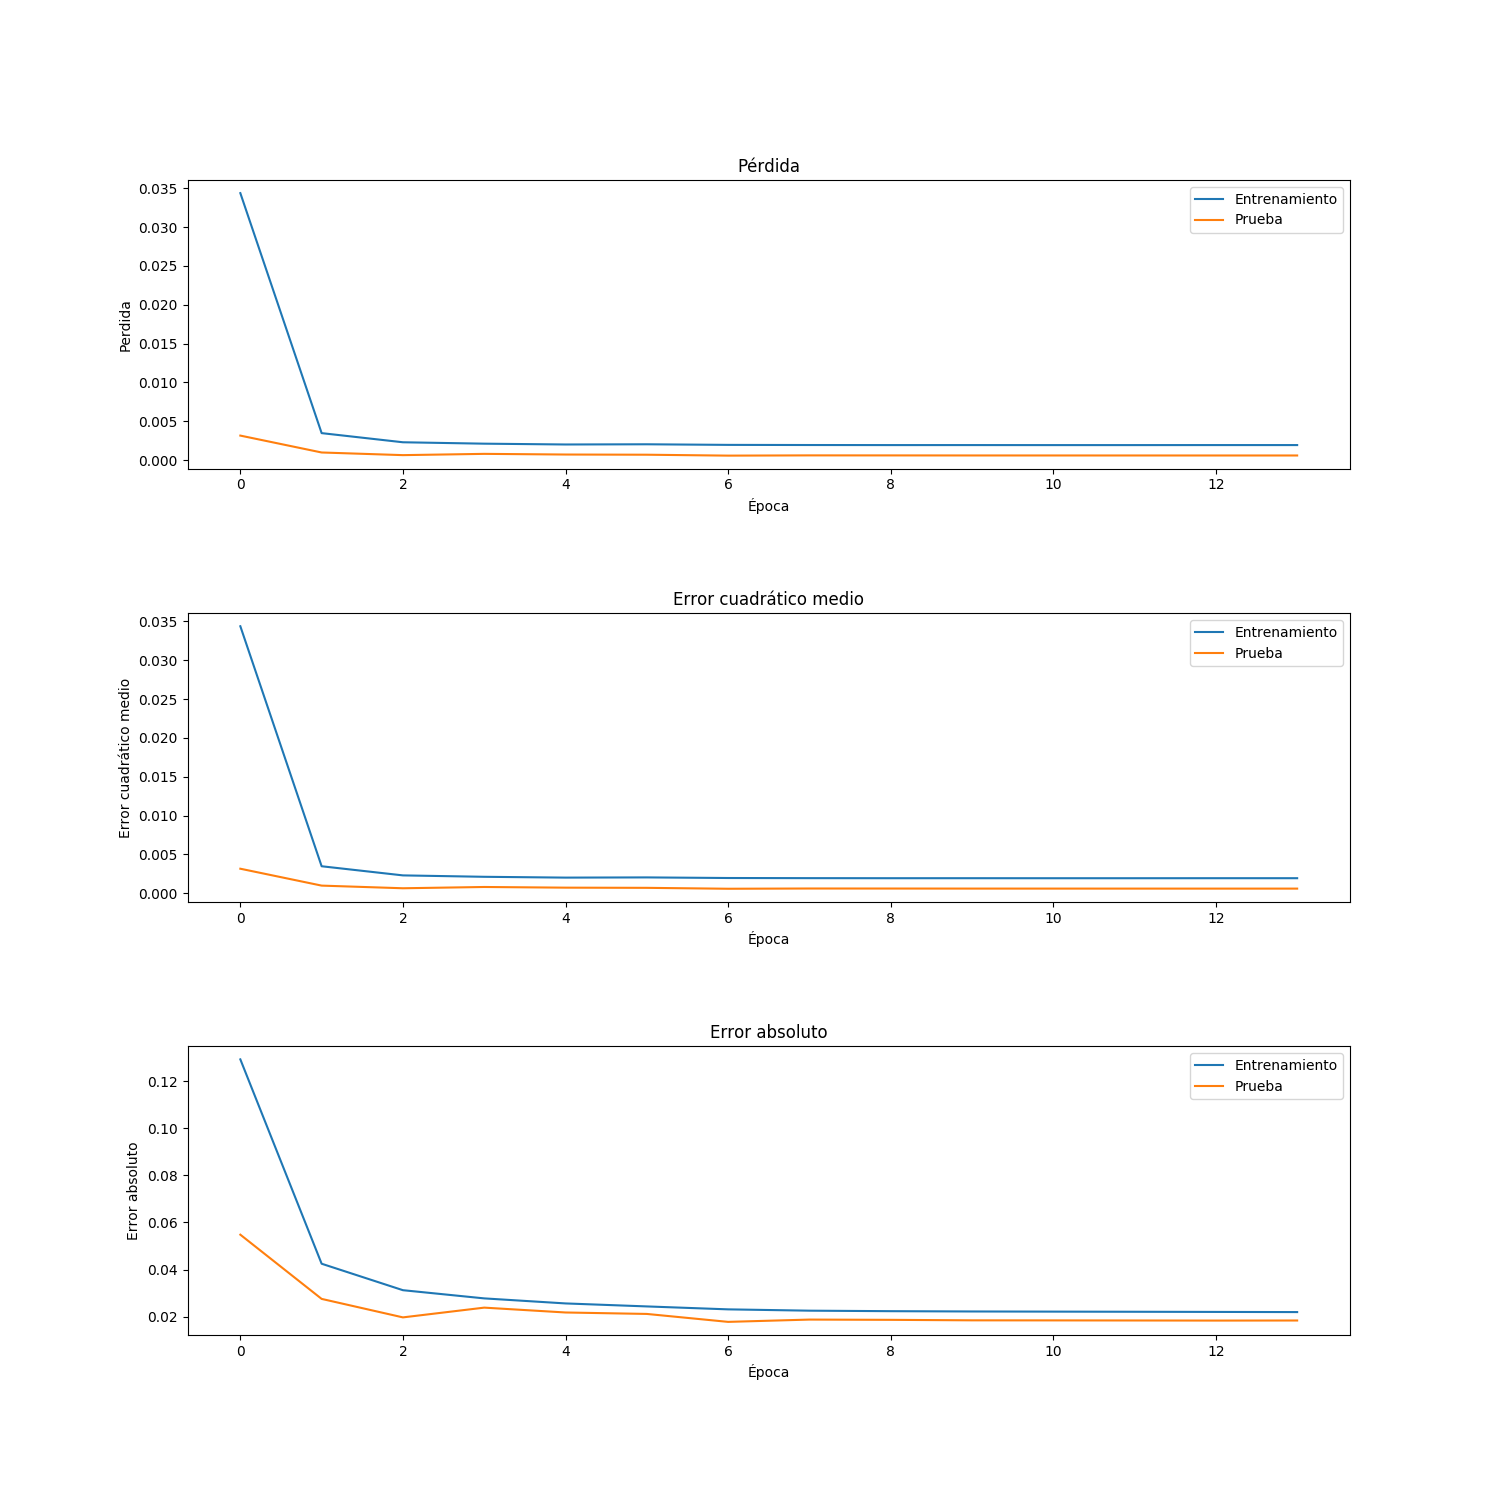 Pérdida
0.035
0.030
0.025
0.020
0.015
0.010
0.005
0.000
Perdida
Entrenamiento
Prueba
0 2 4 6 8 10 12
Época
Error cuadrático medio
0.035
0.030
0.025
0.020
0.015
0.010
0.005
0.000
Error cuadrático medio
Entrenamiento
Prueba
0 2 4 6 8 10 12
Época
Error absoluto
0.12
0.10
0.08
0.06
0.04
0.02
Error absoluto
Entrenamiento
Prueba
0 2 4 6 8 10 12
Época